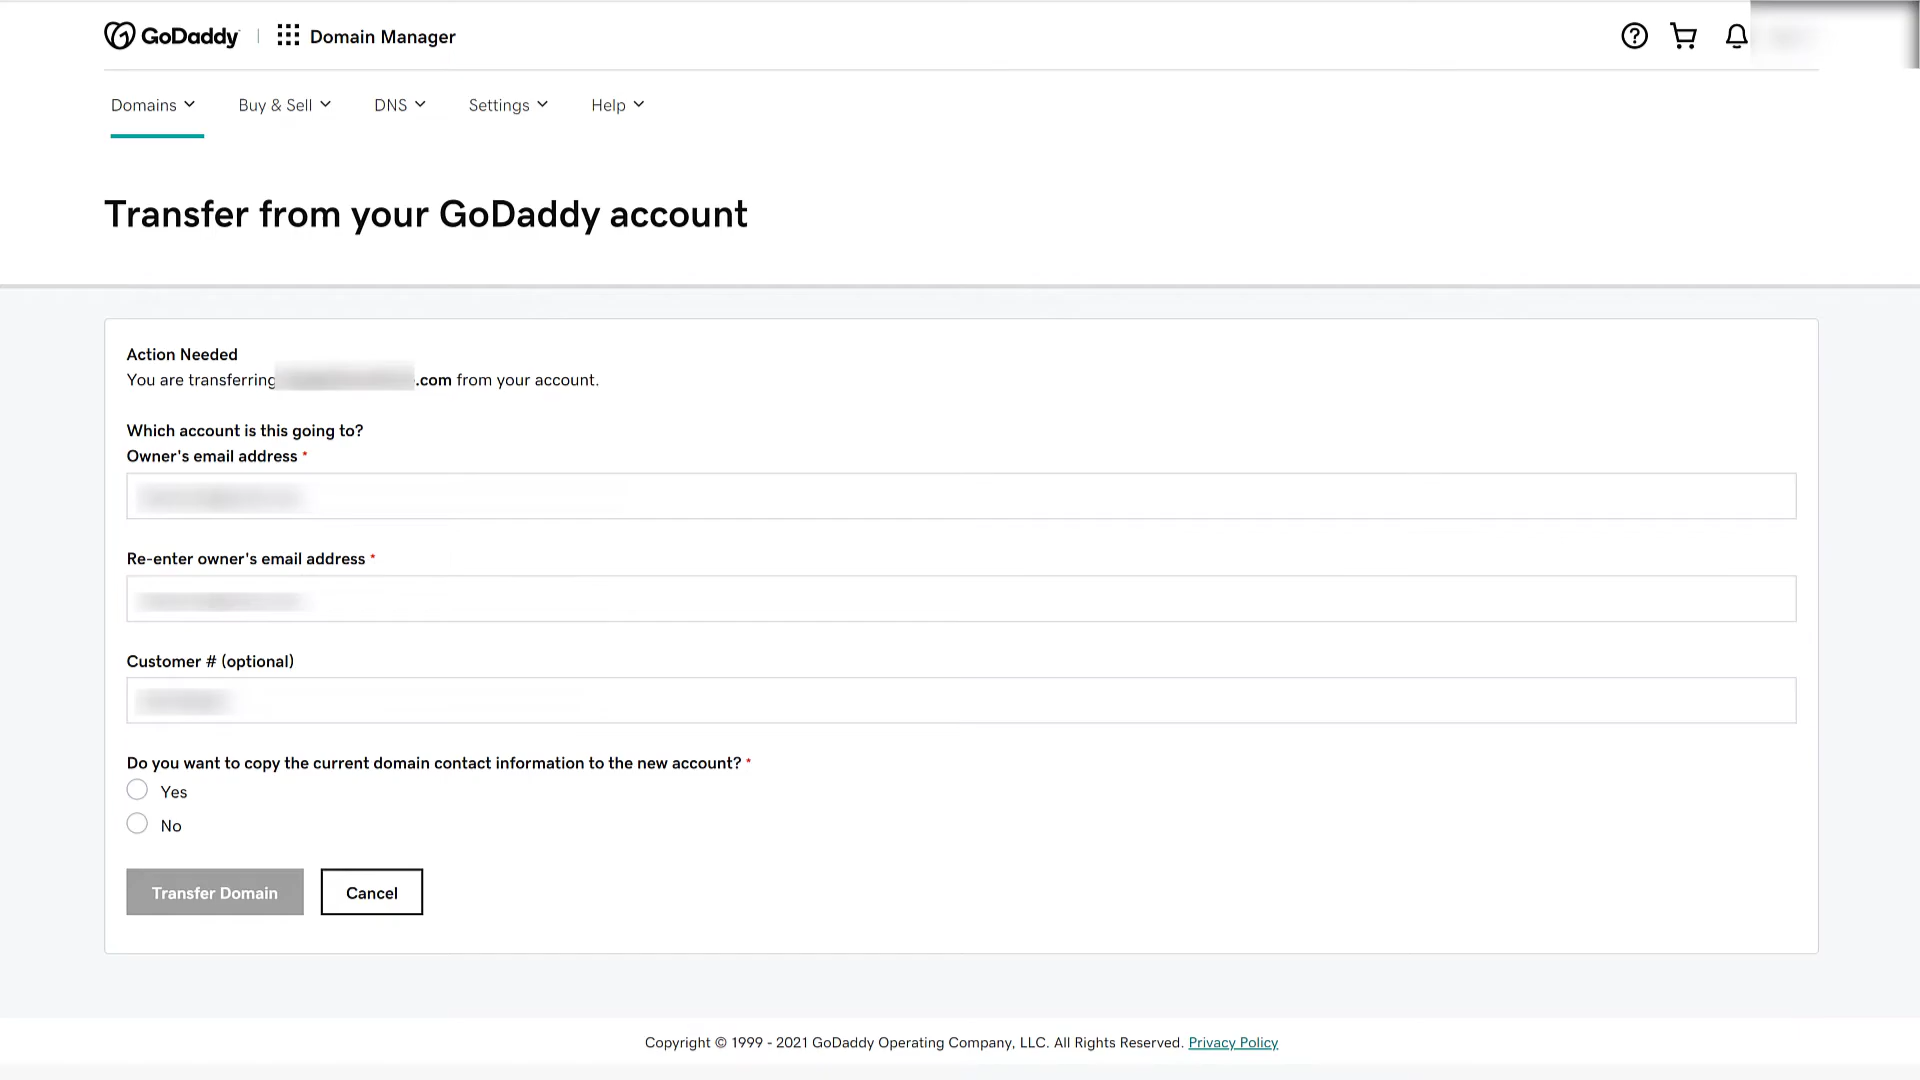 GoDaddy
Domain Manager
Domains
Buy & Sell
DNS
Settings
Help
Transfer from your GoDaddy account
Action Needed
You are transferring .com from your account.
Which account is this going to?
Owner's email address *
Re-enter owner's email address *
Customer # (optional)
Do you want to copy the current domain contact information to the new account? *
Yes
No
Transfer Domain
Cancel
Copyright © 1999 - 2021 GoDaddy Operating Company, LLC. All Rights Reserved. Privacy Policy